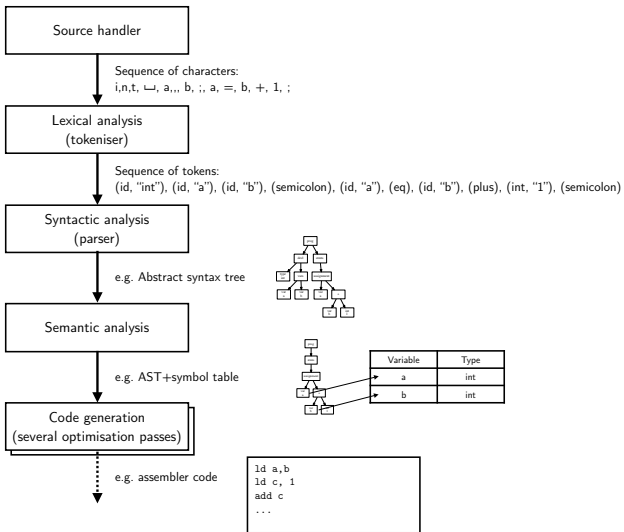 Source handler
Sequence of characters:
i,n,t, ␣, a,,, b, ;, a, =, b, +, 1, ;
Lexical analysis
(tokeniser)
Sequence of tokens:
(id, “int”), (id, “a”), (id, “b”), (semicolon), (id, “a”), (eq), (id, “b”), (plus), (int, “1”), (semicolon)
Syntactic analysis
(parser)
e.g. Abstract syntax tree
Semantic analysis
e.g. AST+symbol table
Variable Type
a int
b int
Code generation
(several optimisation passes)
e.g. assembler code
ld a,b
ld c, 1
add c
...